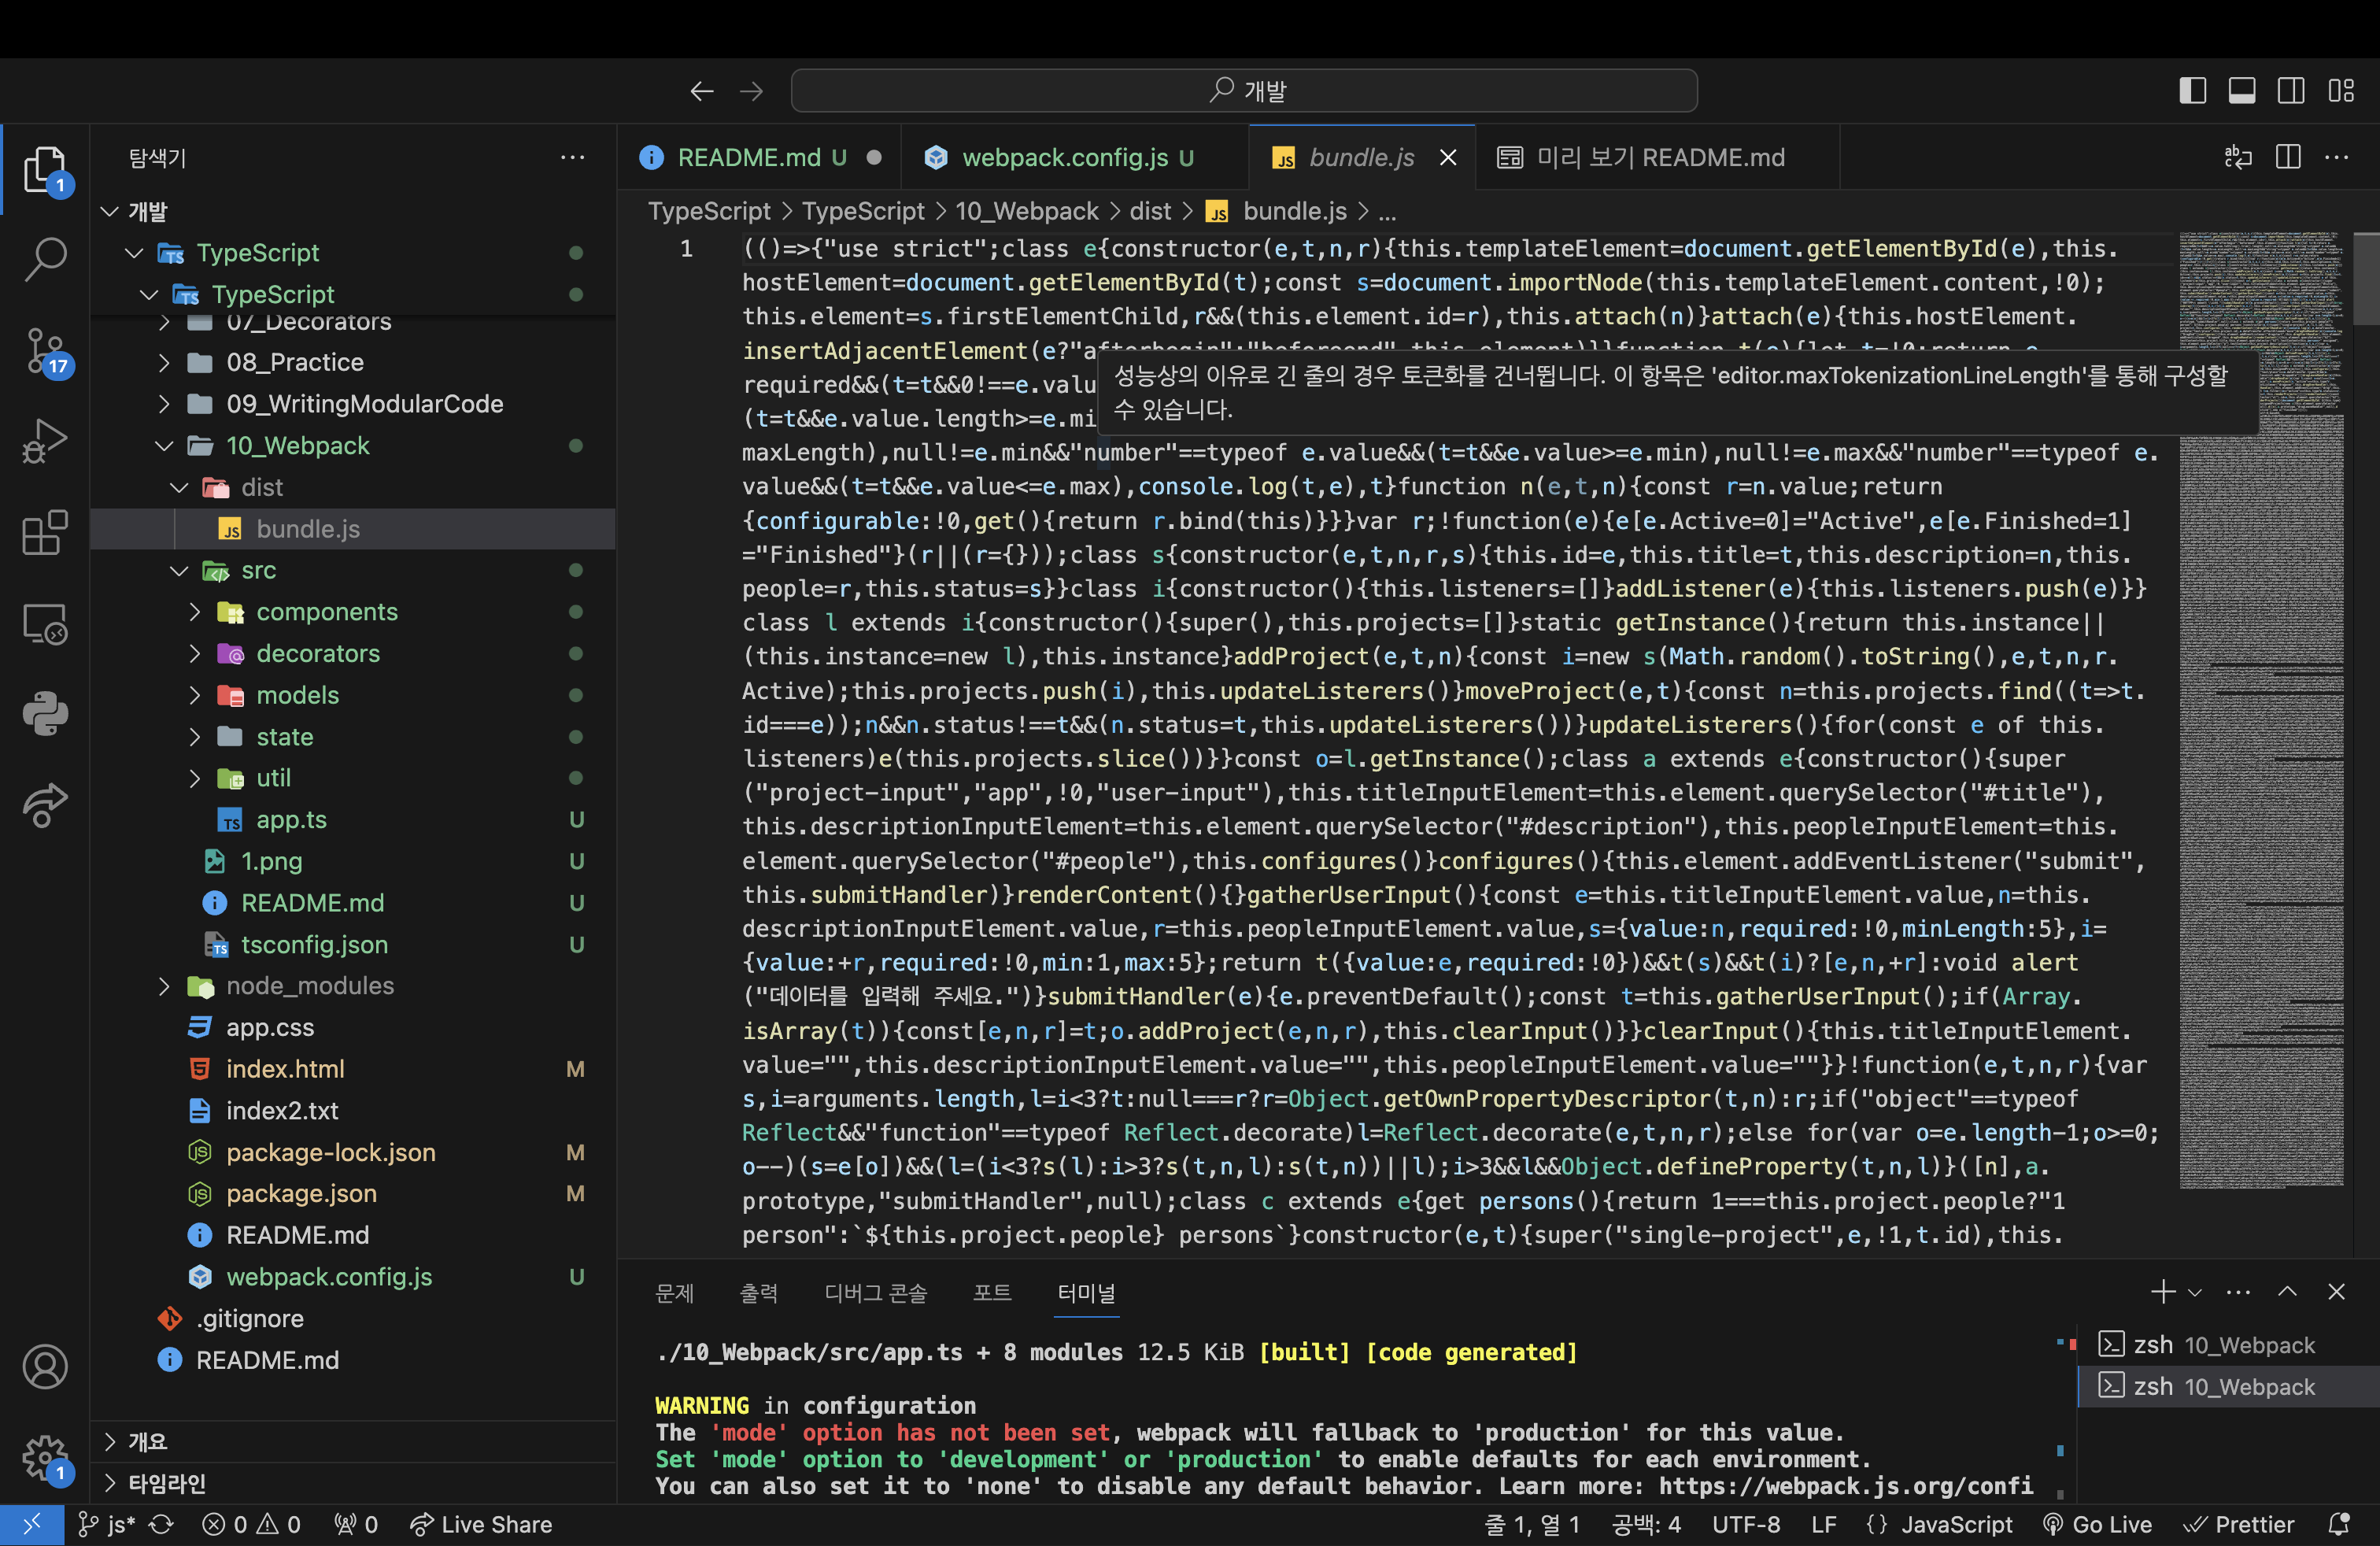 개발
탐색기
개발
TypeScript
TypeScript
07_Decorators
08_Practice
09_WritingModularCode
10_Webpack
dist
bundle.js
src
components
decorators
models
state
util
app.ts U
1.png U
README.md U
tsconfig.json U
node_modules
app.css
index.html M
index2.txt
package-lock.json M
package.json M
README.md
webpack.config.js U
.gitignore
README.md
개요
타임라인
1
17
1
README.md U
webpack.config.js U
bundle.js
미리 보기 README.md
TypeScript > TypeScript > 10_Webpack > dist > bundle.js > ...
1
(()=>{"use strict";class e{constructor(e,t,n,r){this.templateElement=document.getElementById(e),this.
hostElement=document.getElementById(t);const s=document.importNode(this.templateElement.content,!0);
this.element=s.firstElementChild,r&&(this.element.id=r),this.attach(n)}attach(e){this.hostElement.
insertAdjacentElement(e?"afterbegin":"beforeend",this.element)}}function t(e){let t=!0;return e.
required&&(t=t&&0!==e.valu
성능상의 이유로 긴 줄의 경우 토큰화를 건너뜁니다. 이 항목은 'editor.maxTokenizationLineLength'를 통해 구성할
수 있습니다.
(t=t&&e.value.length>=e.mi
maxLength),null!=e.min&&"number"==typeof e.value&&(t=t&&e.value>=e.min),null!=e.max&&"number"==typeof e.
value&&(t=t&&e.value<=e.max),console.log(t,e),t}function n(e,t,n){const r=n.value;return
{configurable:!0,get(){return r.bind(this)}}}var r;!function(e){e[e.Active=0]="Active",e[e.Finished=1]
="Finished"}(r||(r={}));class s{constructor(e,t,n,r,s){this.id=e,this.title=t,this.description=n,this.
people=r,this.status=s}}class i{constructor(){this.listeners=[]}addListener(e){this.listeners.push(e)}}
class l extends i{constructor(){super(),this.projects=[]}static getInstance(){return this.instance||
(this.instance=new l),this.instance}addProject(e,t,n){const i=new s(Math.random().toString(),e,t,n,r.
Active);this.projects.push(i),this.updateListerers()}moveProject(e,t){const n=this.projects.find((t=>t.
id===e));n&&n.status!==t&&(n.status=t,this.updateListerers())}updateListerers(){for(const e of this.
listeners)e(this.projects.slice())}}const o=l.getInstance();class a extends e{constructor(){super
("project-input","app",!0,"user-input"),this.titleInputElement=this.element.querySelector("#title"),
this.descriptionInputElement=this.element.querySelector("#description"),this.peopleInputElement=this.
element.querySelector("#people"),this.configures()}configures(){this.element.addEventListener("submit",
this.submitHandler)}renderContent(){}gatherUserInput(){const e=this.titleInputElement.value,n=this.
descriptionInputElement.value,r=this.peopleInputElement.value,s={value:n,required:!0,minLength:5},i=
{value:+r,required:!0,min:1,max:5};return t({value:e,required:!0})&&t(s)&&t(i)?[e,n,+r]:void alert
("데이터를 입력해 주세요.")}submitHandler(e){e.preventDefault();const t=this.gatherUserInput();if(Array.
isArray(t)){const[e,n,r]=t;o.addProject(e,n,r),this.clearInput()}}clearInput(){this.titleInputElement.
value="",this.descriptionInputElement.value="",this.peopleInputElement.value=""}}!function(e,t,n,r){var
s,i=arguments.length,l=i<3?t:null===r?r=Object.getOwnPropertyDescriptor(t,n):r;if("object"==typeof
Reflect&&"function"==typeof Reflect.decorate)l=Reflect.decorate(e,t,n,r);else for(var o=e.length-1;o>=0;
o--)(s=e[o])&&(l=(i<3?s(l):i>3?s(t,n,l):s(t,n))||l);i>3&&l&&Object.defineProperty(t,n,l)}([n],a.
prototype,"submitHandler",null);class c extends e{get persons(){return 1===this.project.people?"1
person":`${this.project.people} persons`}constructor(e,t){super("single-project",e,!1,t.id),this.
문제 출력 디버그 콘솔 포트 터미널
./10_Webpack/src/app.ts + 8 modules 12.5 KiB [built] [code generated]
WARNING in configuration
The 'mode' option has not been set, webpack will fallback to 'production' for this value.
Set 'mode' option to 'development' or 'production' to enable defaults for each environment.
You can also set it to 'none' to disable any default behavior. Learn more: https://webpack.js.org/confi
zsh 10_Webpack
zsh 10_Webpack
js* 0 0 0 Live Share 줄 1, 열 1 공백: 4 UTF-8 LF {} JavaScript Go Live Prettier